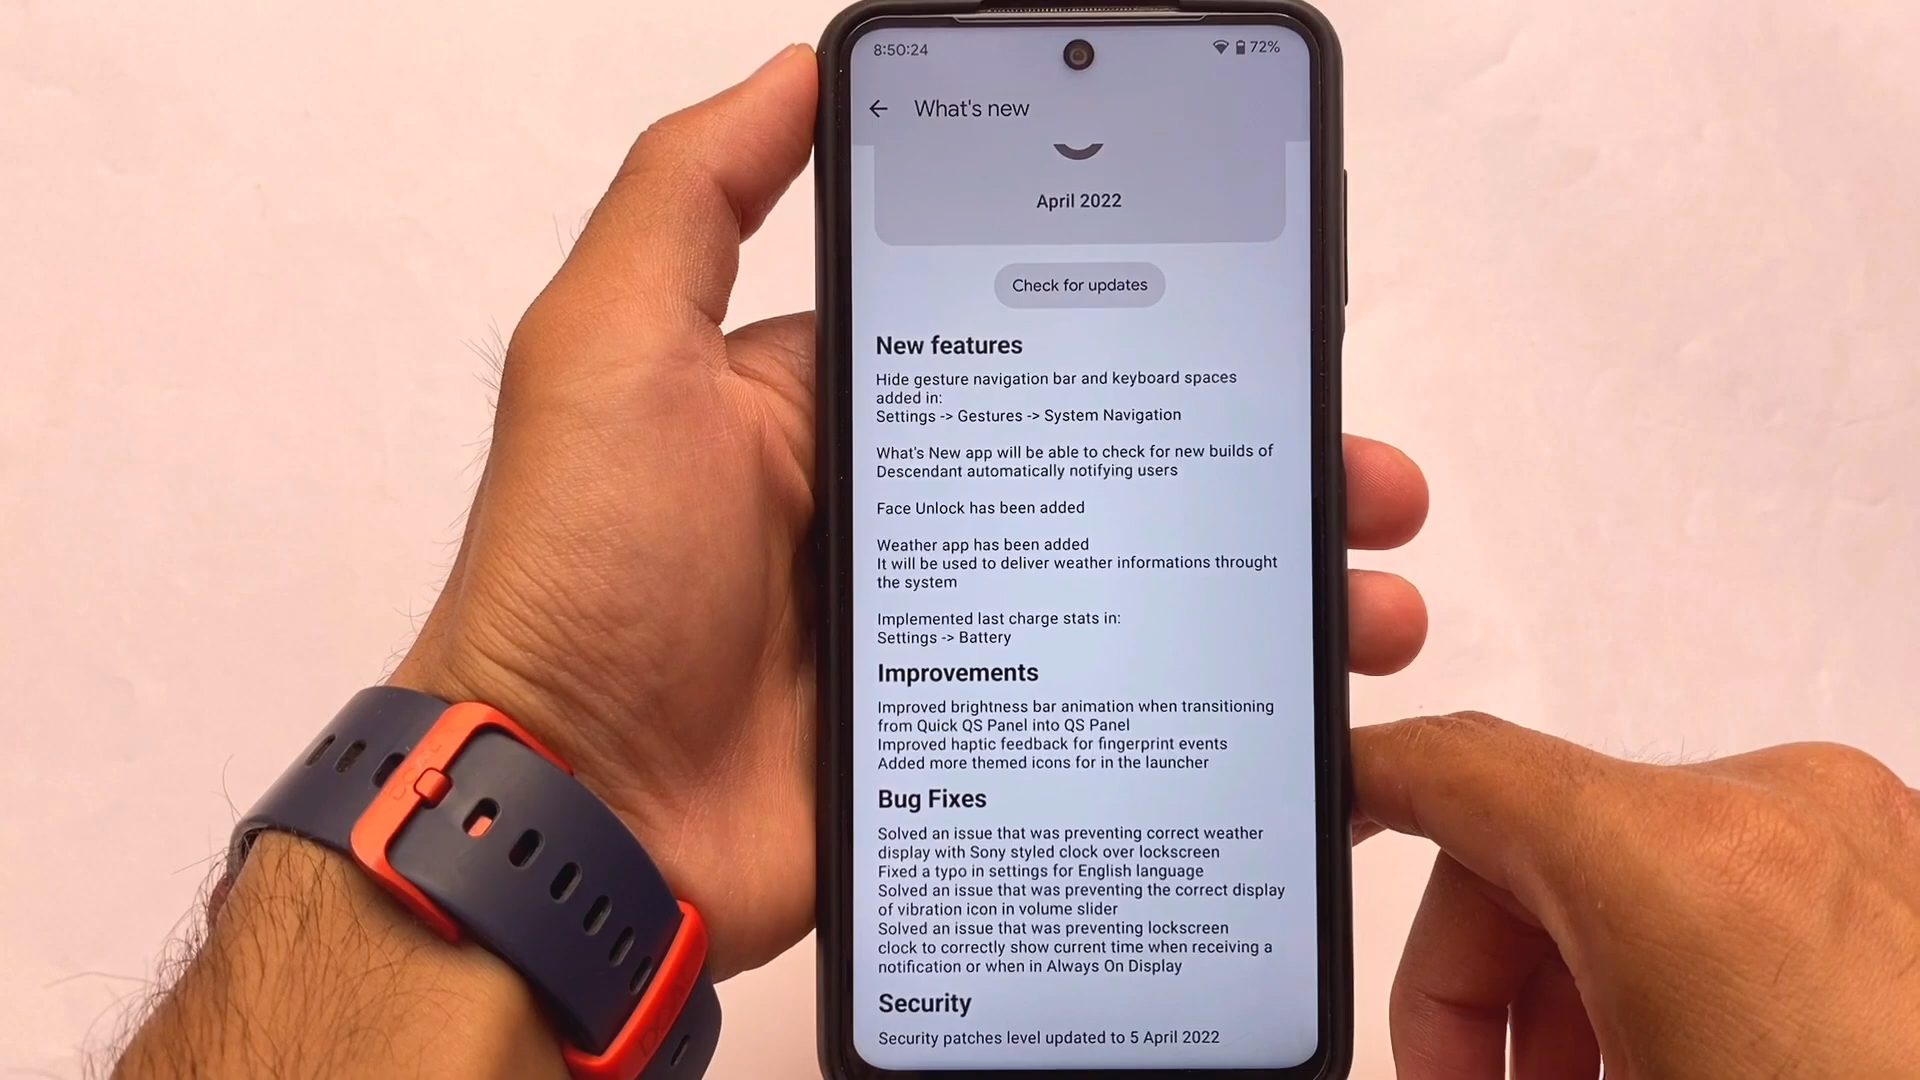 8:50:24
72%
What's new
April 2022
Check for updates
New features
Hide gesture navigation bar and keyboard spaces
added in:
Settings -> Gestures -> System Navigation
What's New app will be able to check for new builds of
Descendant automatically notifying users
Face Unlock has been added
Weather app has been added
It will be used to deliver weather informations throught
the system
Implemented last charge stats in:
Settings -> Battery
Improvements
Improved brightness bar animation when transitioning
from Quick QS Panel into QS Panel
Improved haptic feedback for fingerprint events
Added more themed icons for in the launcher
Bug Fixes
Solved an issue that was preventing correct weather
display with Sony styled clock over lockscreen
Fixed a typo in settings for English language
Solved an issue that was preventing the correct display
of vibration icon in volume slider
Solved an issue that was preventing lockscreen
clock to correctly show current time when receiving a
notification or when in Always On Display
Security
Security patches level updated to 5 April 2022